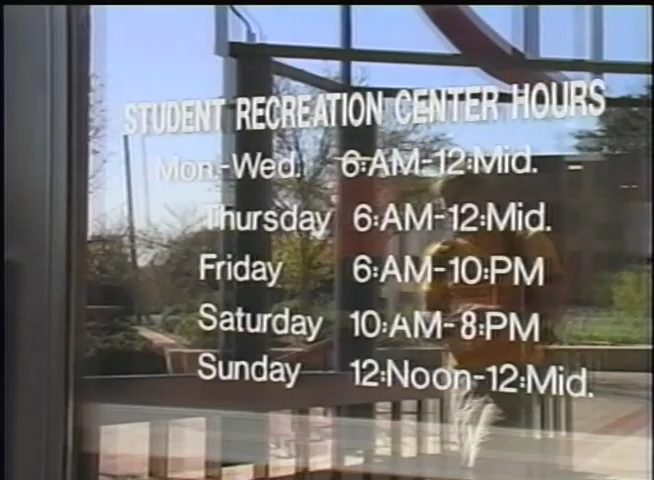 STUDENT RECREATION CENTER HOURS
Mon.-Wed. 6:AM-12:Mid.
Thursday 6:AM-12:Mid.
Friday 6:AM-10:PM
Saturday 10:AM-8:PM
Sunday 12:Noon-12:Mid.